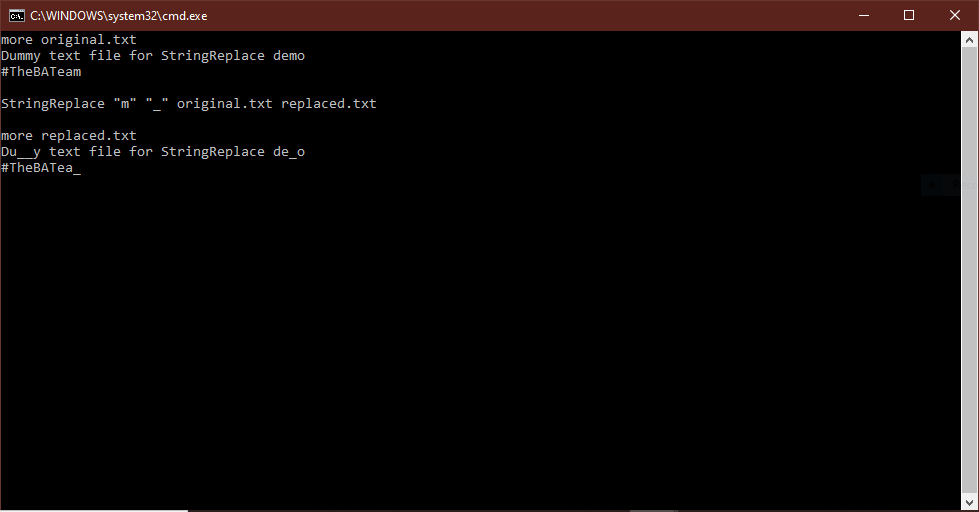 C:\WINDOWS\system32\cmd.exe
more original.txt
Dummy text file for StringReplace demo
#TheBATeam
StringReplace "m" "_" original.txt replaced.txt
more replaced.txt
Du__y text file for StringReplace de_o
#TheBATea_